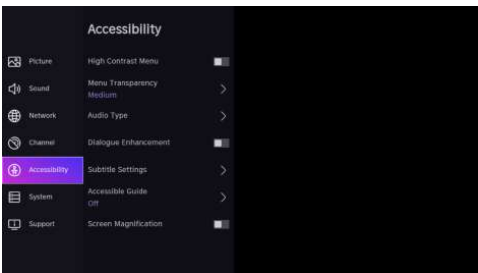 Accessibility
Picture
Sound
Network
Channel
Accessibility
System
Support
High Contrast Menu
Menu Transparency
Medium
Audio Type
Dialogue Enhancement
Subtitle Settings
Accessible Guide
Off
Screen Magnification